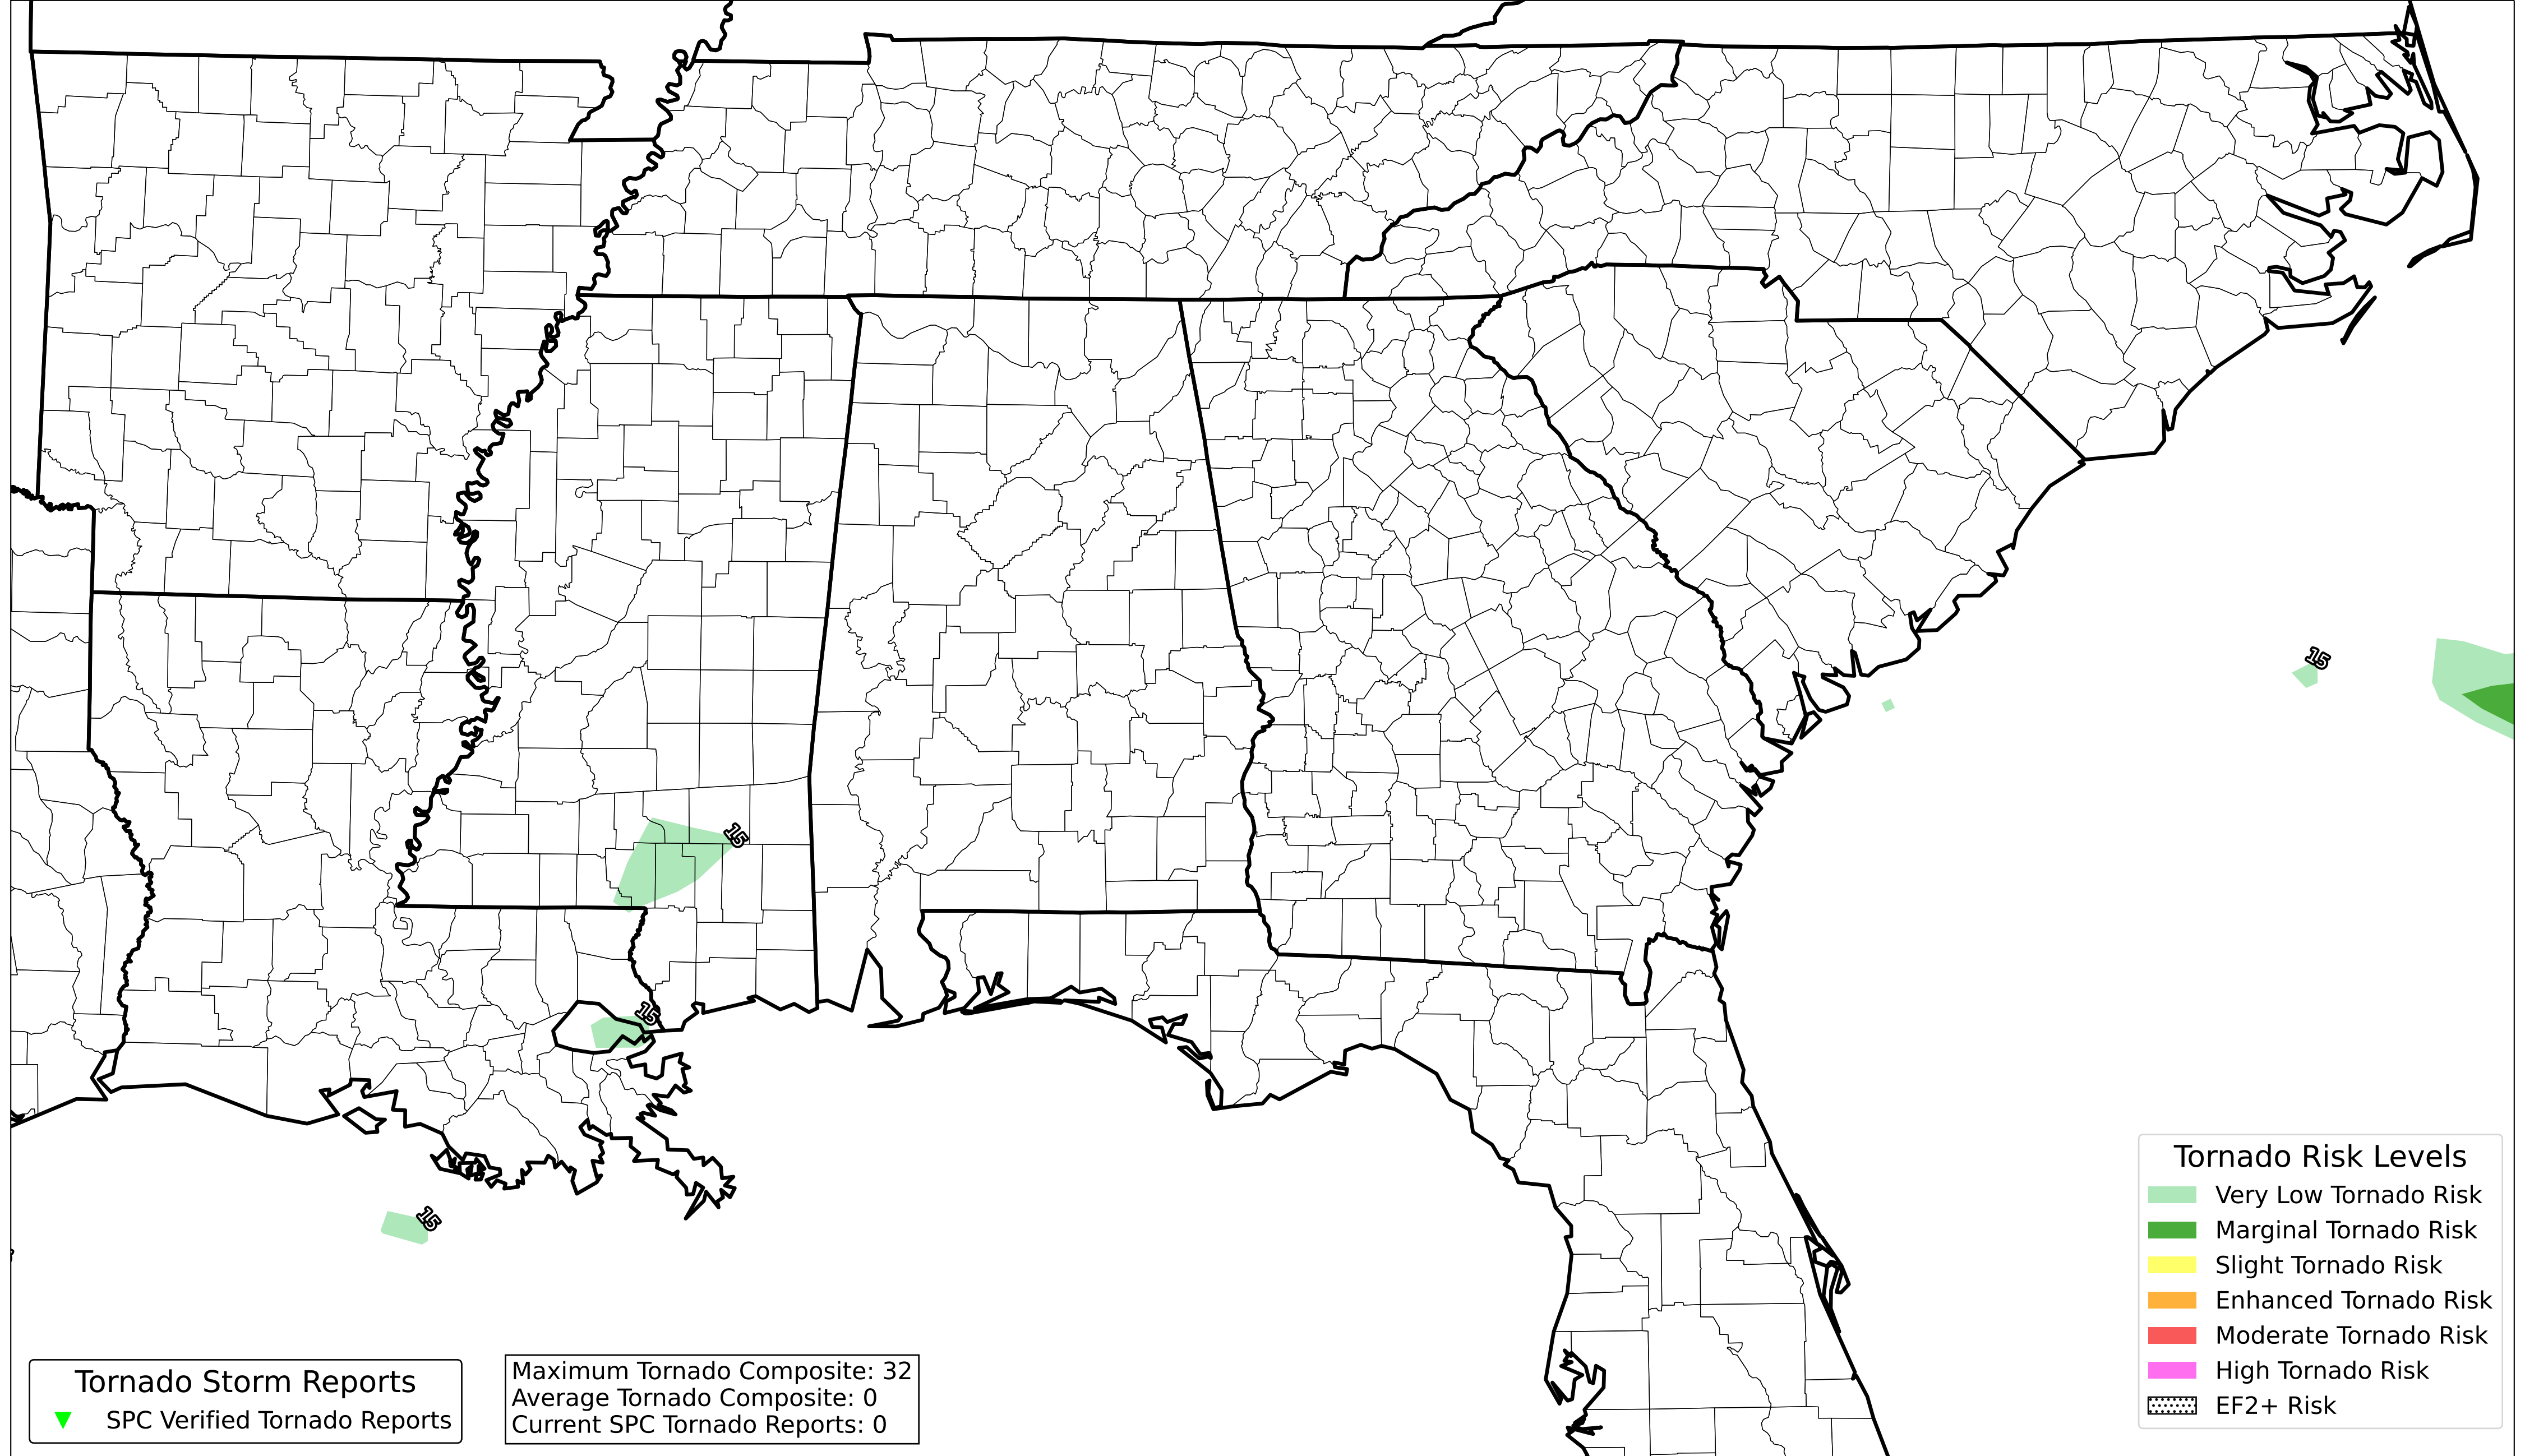 15
15
15
15
Tornado Risk Levels
Very Low Tornado Risk
Marginal Tornado Risk
Slight Tornado Risk
Enhanced Tornado Risk
Moderate Tornado Risk
High Tornado Risk
EF2+ Risk
Tornado Storm Reports
SPC Verified Tornado Reports
Maximum Tornado Composite: 32
Average Tornado Composite: 0
Current SPC Tornado Reports: 0